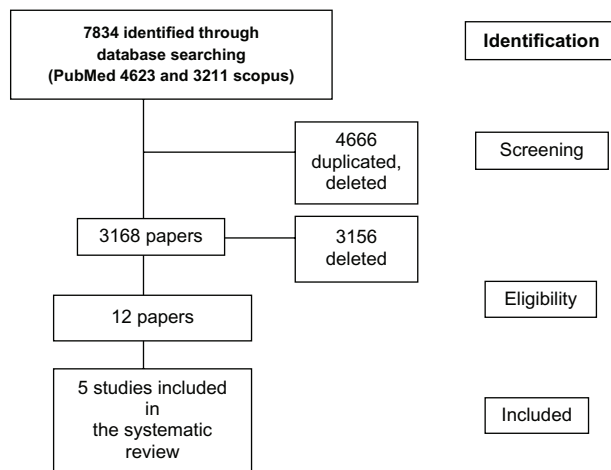 7834 identified through
database searching
(PubMed 4623 and 3211 scopus)
Identification
4666
duplicated,
deleted
Screening
3168 papers
3156
deleted
12 papers
Eligibility
5 studies included
in
the systematic
review
Included